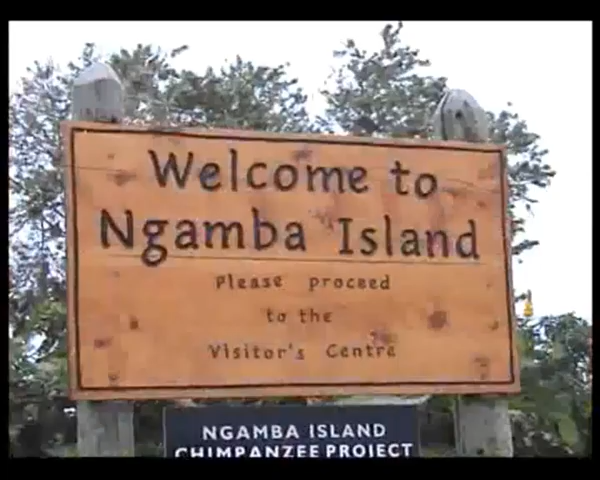 Welcome to
Ngamba Island
Please proceed
to the
Visitor's Centre
NGAMBA ISLAND
CHIMPANZEE PROJECT